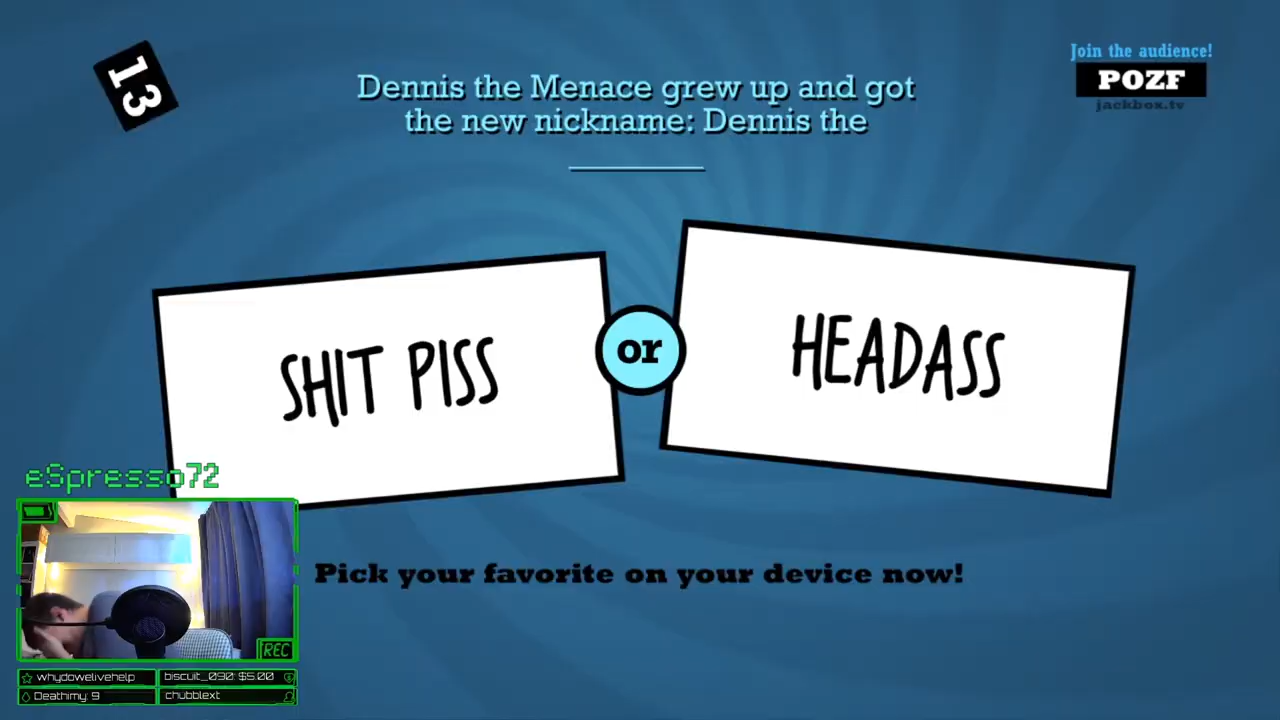 13
Join the audience!
POZF
jackbox.tv
Dennis the Menace grew up and got
the new nickname: Dennis the
SHIT PISS
or
HEADASS
Pick your favorite on your device now!
eSpresso72
REC
whydowelivehelp
biscuit_090: $5.00
Deathimy: 9
chubblext